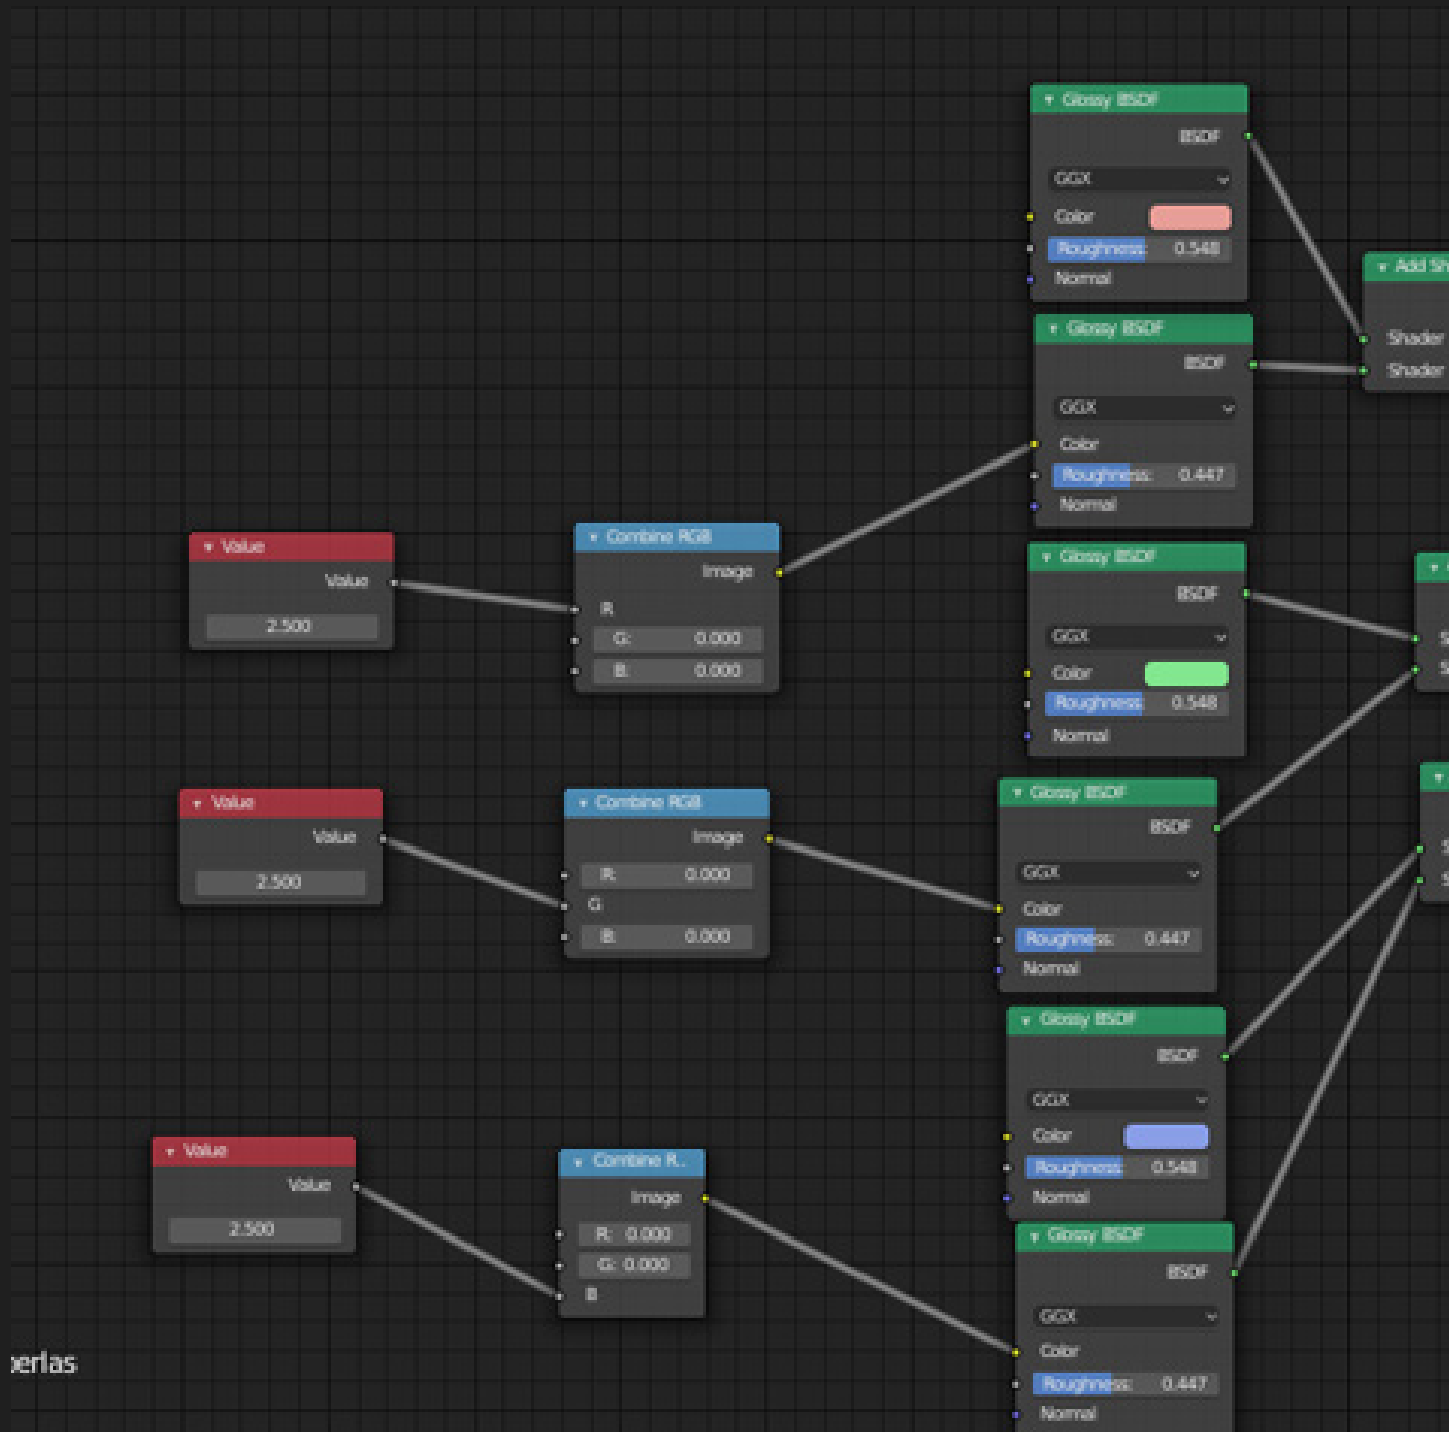 Glossy BSDF
BSDF
GGX
Color
Roughness: 0.548
Normal
Add Sh
Shader
Shader
Glossy BSDF
BSDF
GGX
Color
Roughness: 0.447
Normal
Value
Value
2.500
Combine RGB
Image
R
G: 0.000
B: 0.000
Glossy BSDF
BSDF
GGX
Color
Roughness: 0.548
Normal
Value
Value
2.500
Combine RGB
Image
R: 0.000
G
B: 0.000
Glossy BSDF
BSDF
GGX
Color
Roughness: 0.447
Normal
Glossy BSDF
BSDF
GGX
Color
Roughness: 0.548
Normal
Value
Value
2.500
Combine R..
Image
R: 0.000
G: 0.000
B
Glossy BSDF
BSDF
GGX
Color
Roughness: 0.447
Normal
perlas